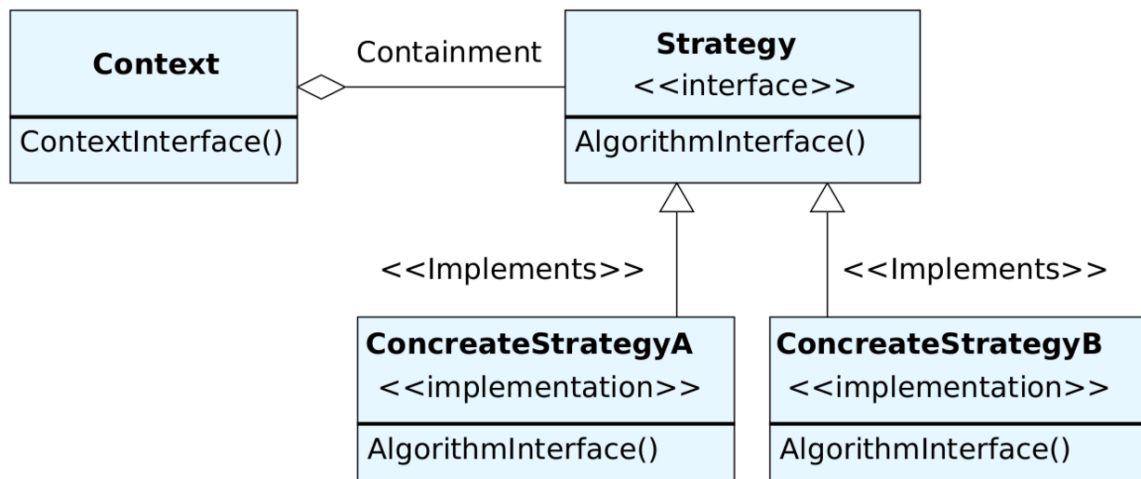 Context
ContextInterface()
Containment
Strategy
<<interface>>
AlgorithmInterface()
<<Implements>>
<<Implements>>
ConcreateStrategyA
<<implementation>>
AlgorithmInterface()
ConcreateStrategyB
<<implementation>>
AlgorithmInterface()